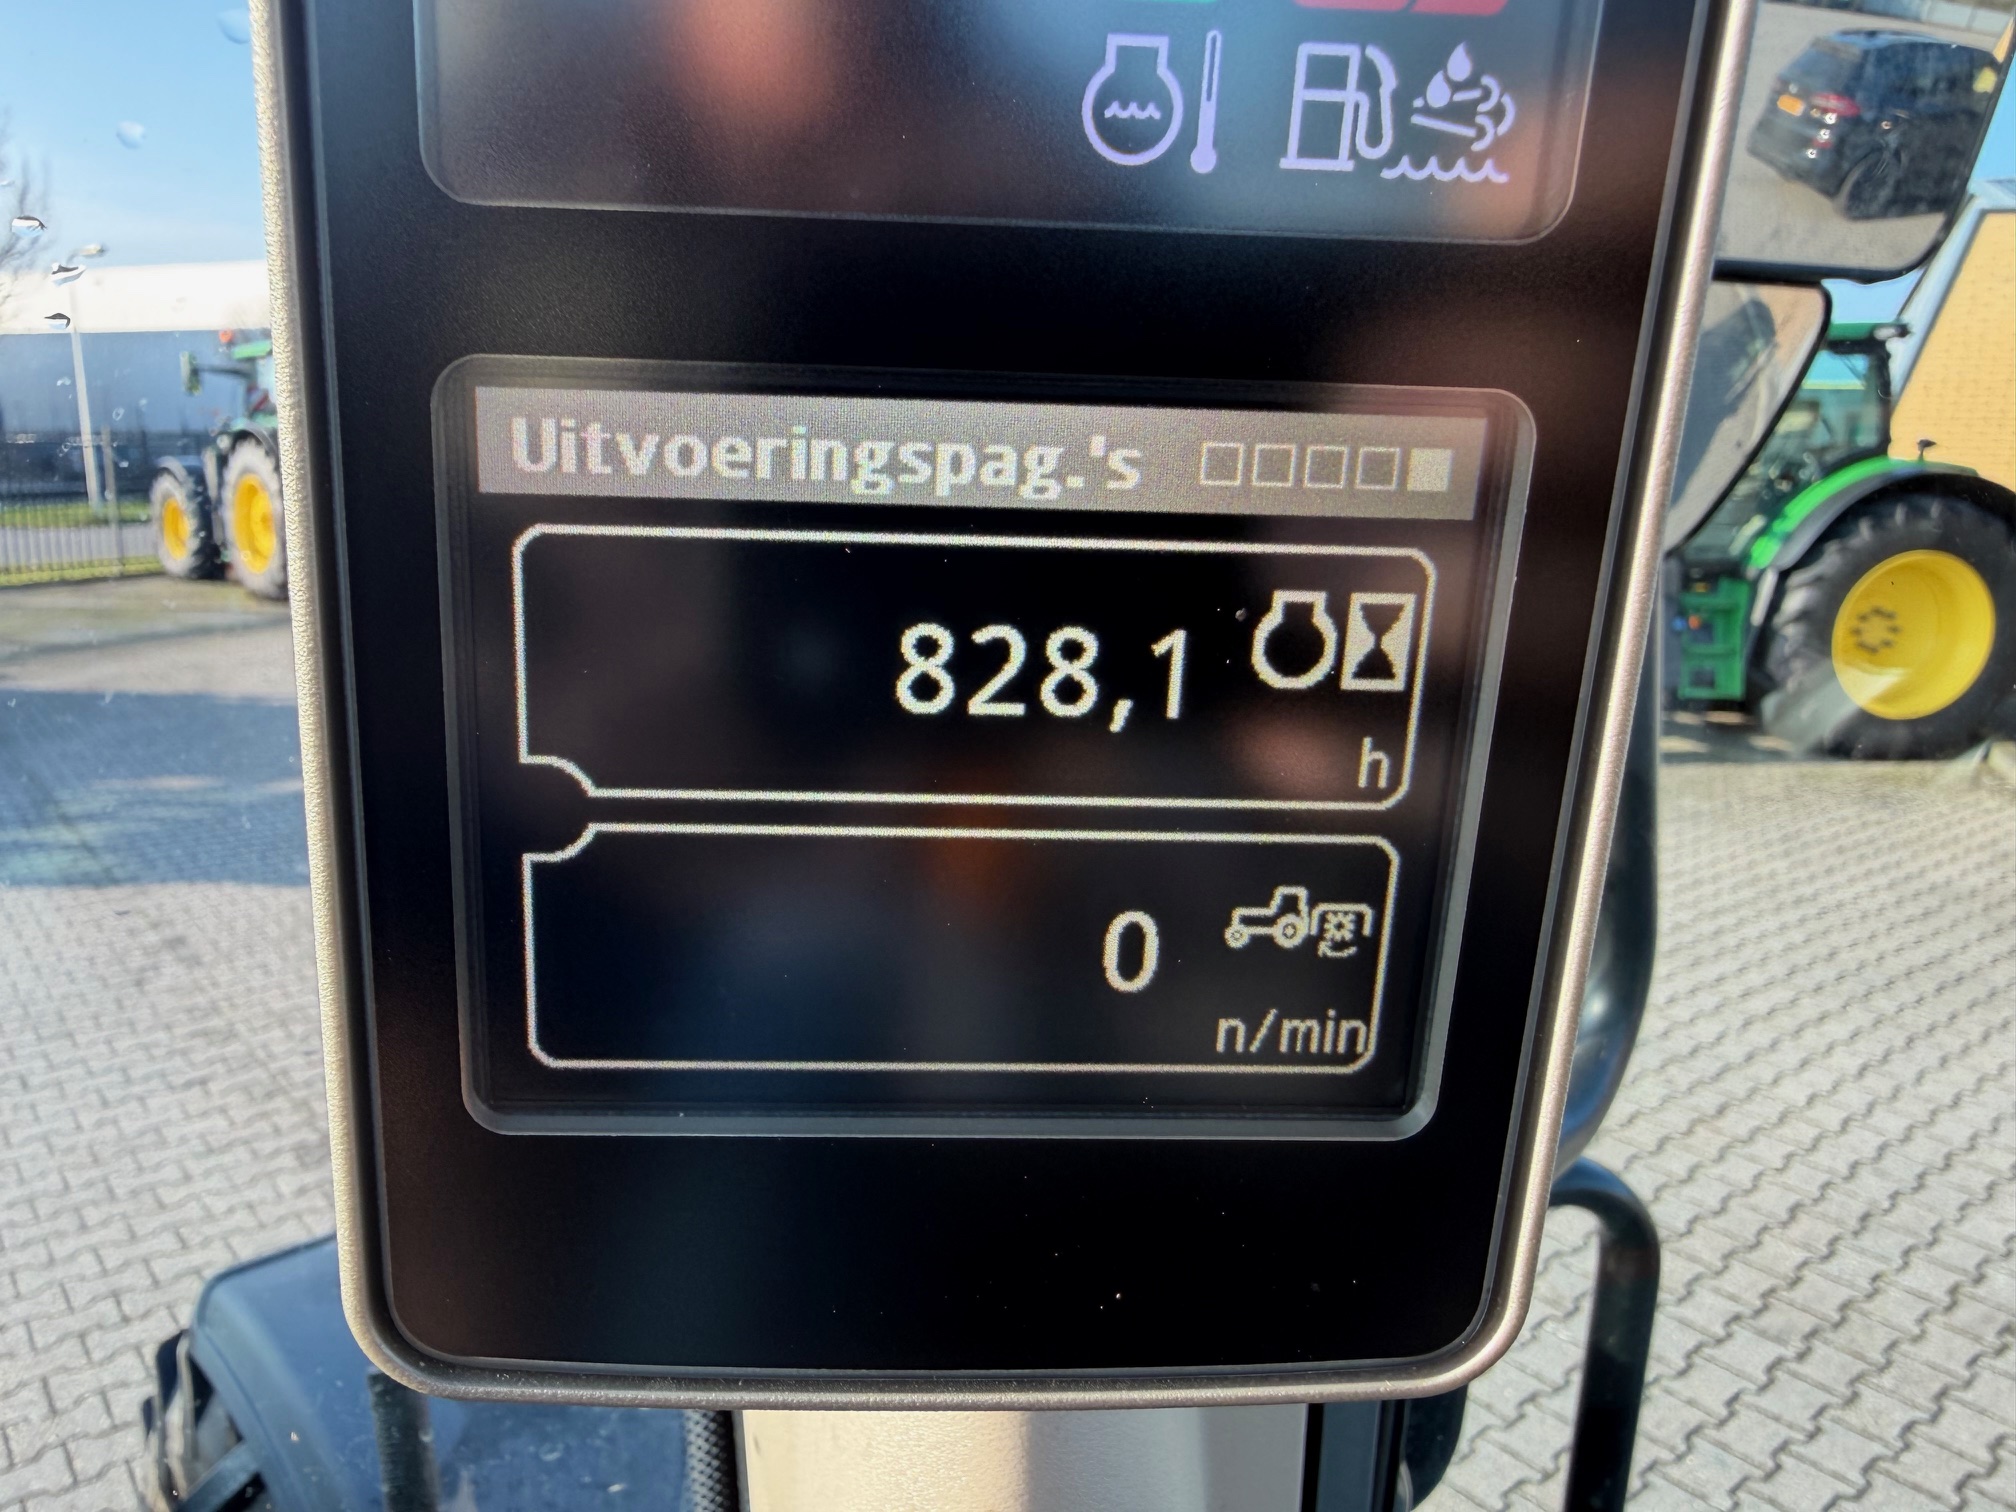 Uitvoeringspag.'s
828,1
h
0
n/min